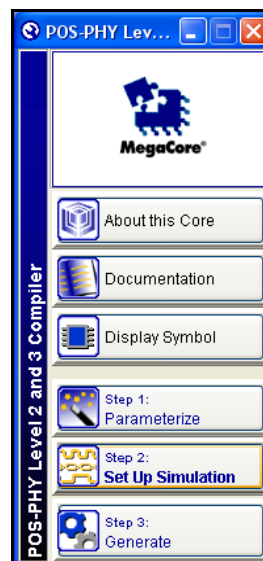 POS-PHY Lev...
MegaCore®
About this Core
Documentation
Display Symbol
Step 1:
Parameterize
Step 2:
Set Up Simulation
Step 3:
Generate
POS-PHY Level 2 and 3 Compiler